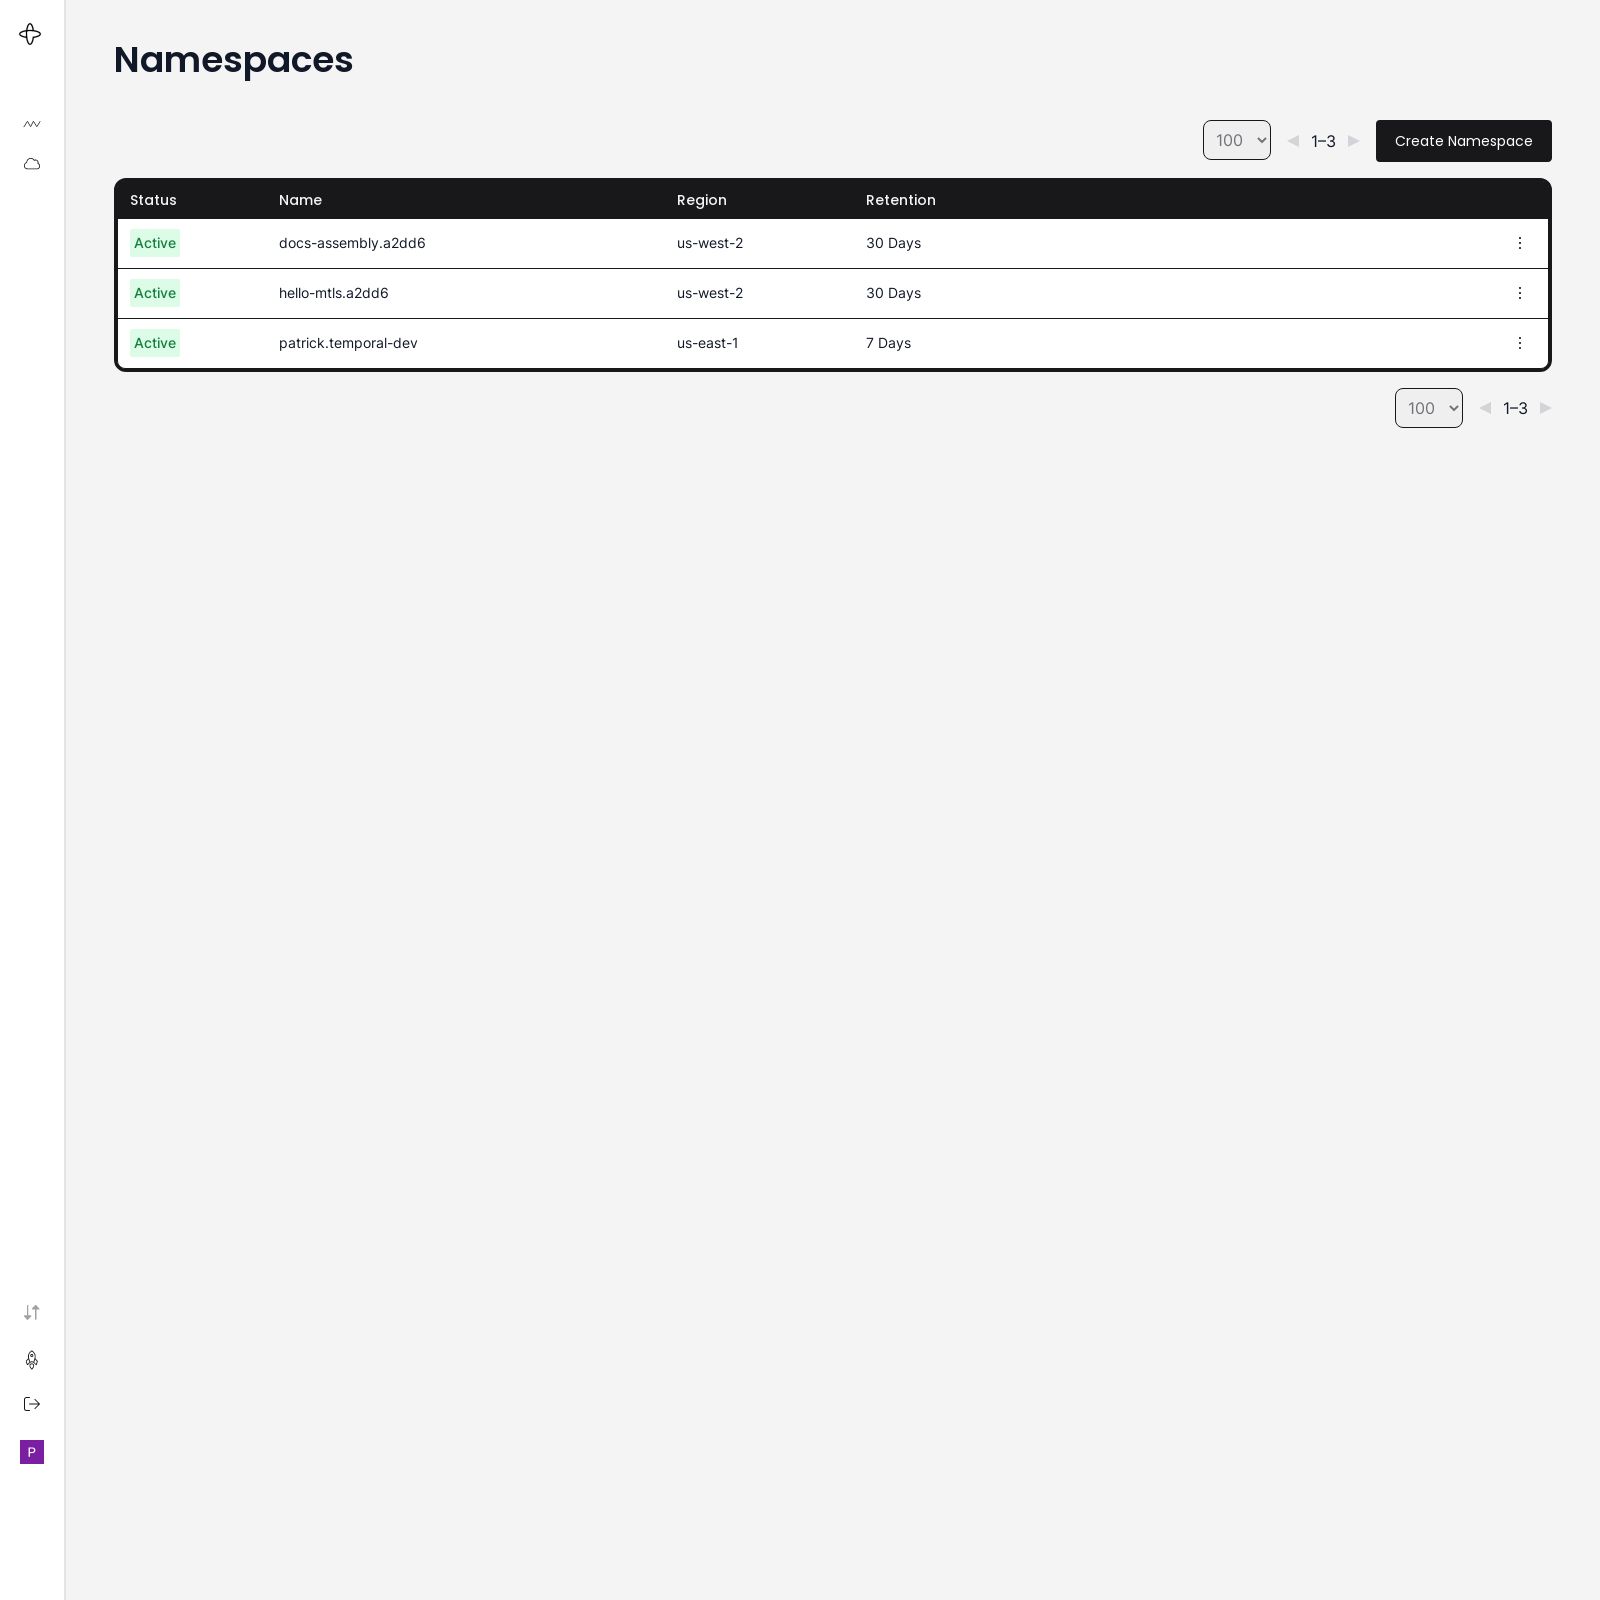 Namespaces
100 1–3 Create Namespace
Status Name Region Retention
Active docs-assembly.a2dd6 us-west-2 30 Days
Active hello-mtls.a2dd6 us-west-2 30 Days
Active patrick.temporal-dev us-east-1 7 Days
100 1–3
P